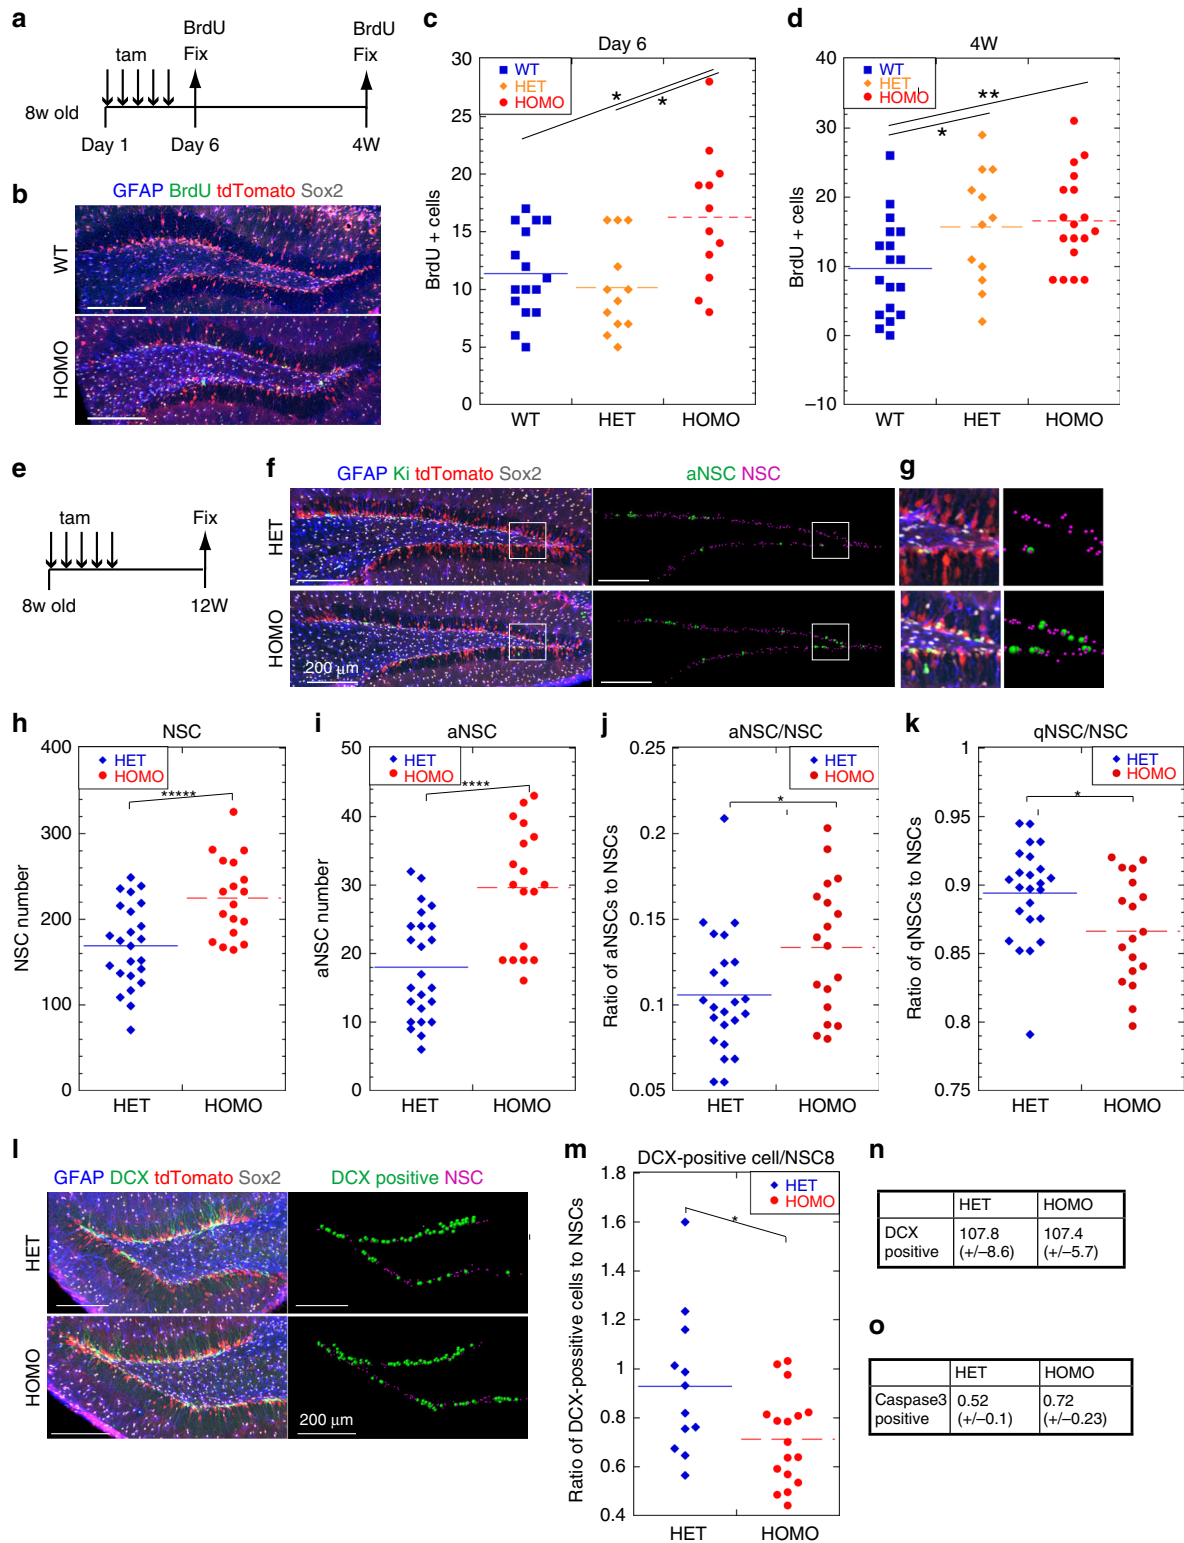 a
tam
BrdU
Fix
BrdU
Fix
8w old
Day 1
Day 6
4W
b
GFAP BrdU tdTomato Sox2
WT
HOMO
c
Day 6
WT
HET
HOMO
*
*
BrdU + cells
30
25
20
15
10
5
0
WT
HET
HOMO
d
4W
WT
HET
HOMO
**
*
BrdU + cells
40
30
20
10
0
–10
WT
HET
HOMO
e
tam
Fix
8w old
12W
f
GFAP Ki tdTomato Sox2
aNSC NSC
HET
HOMO
200 μm
g
h
NSC
HET
HOMO
*****
NSC number
400
300
200
100
0
HET
HOMO
i
aNSC
HET
HOMO
****
aNSC number
50
40
30
20
10
0
HET
HOMO
j
aNSC/NSC
HET
HOMO
*
Ratio of aNSCs to NSCs
0.25
0.2
0.15
0.1
0.05
HET
HOMO
k
qNSC/NSC
HET
HOMO
*
Ratio of qNSCs to NSCs
1
0.95
0.9
0.85
0.8
0.75
HET
HOMO
l
GFAP DCX tdTomato Sox2
DCX positive NSC
HET
HOMO
200 μm
m
DCX-positive cell/NSC8
HET
HOMO
*
Ratio of DCX-possitive cells to NSCs
1.8
1.6
1.4
1.2
1
0.8
0.6
0.4
HET
HOMO
n
HET HOMO
DCX positive 107.8 (+/–8.6) 107.4 (+/–5.7)
o
HET HOMO
Caspase3 positive 0.52 (+/–0.1) 0.72 (+/–0.23)